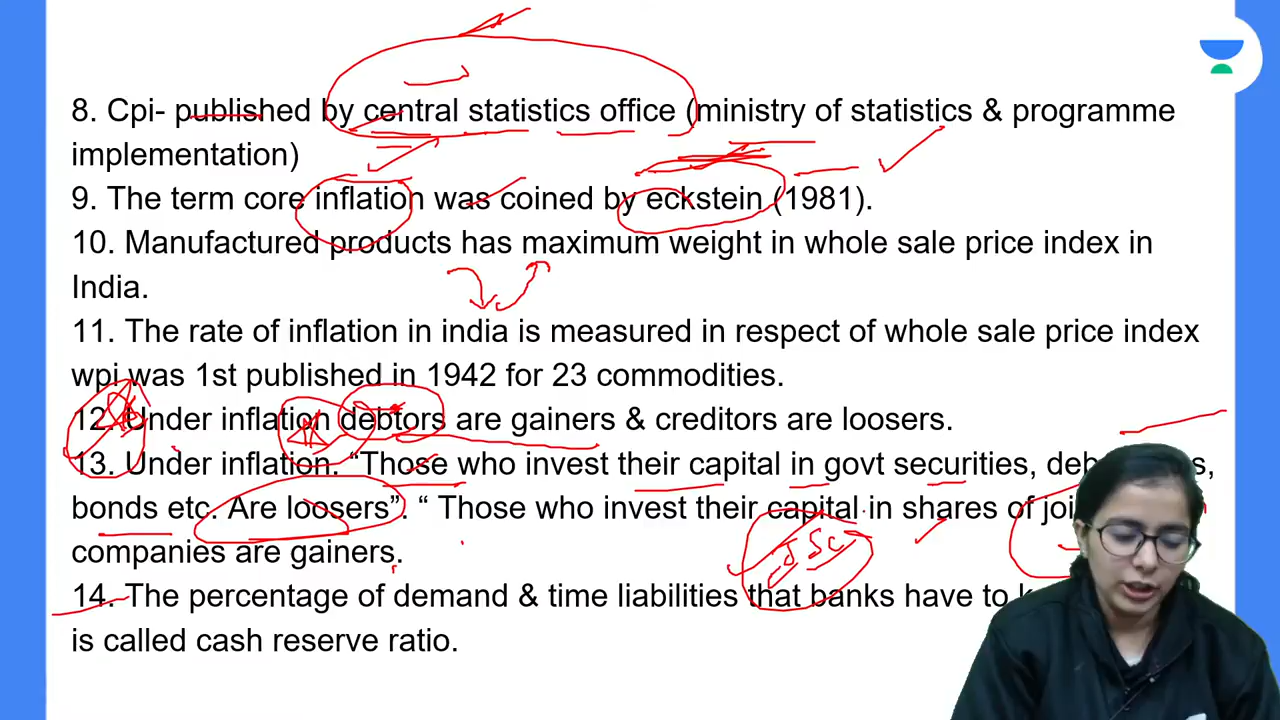 8. Cpi- published by central statistics office (ministry of statistics & programme
implementation)
9. The term core inflation was coined by eckstein (1981).
10. Manufactured products has maximum weight in whole sale price index in
India.
11. The rate of inflation in india is measured in respect of whole sale price index
wpi was 1st published in 1942 for 23 commodities.
12. Under inflation debtors are gainers & creditors are loosers.
13. Under inflation. “Those who invest their capital in govt securities,
bonds etc. Are loosers”. “ Those who invest their capital in shares of
companies are gainers.
JSC
14. The percentage of demand & time liabilities that banks have to
is called cash reserve ratio.